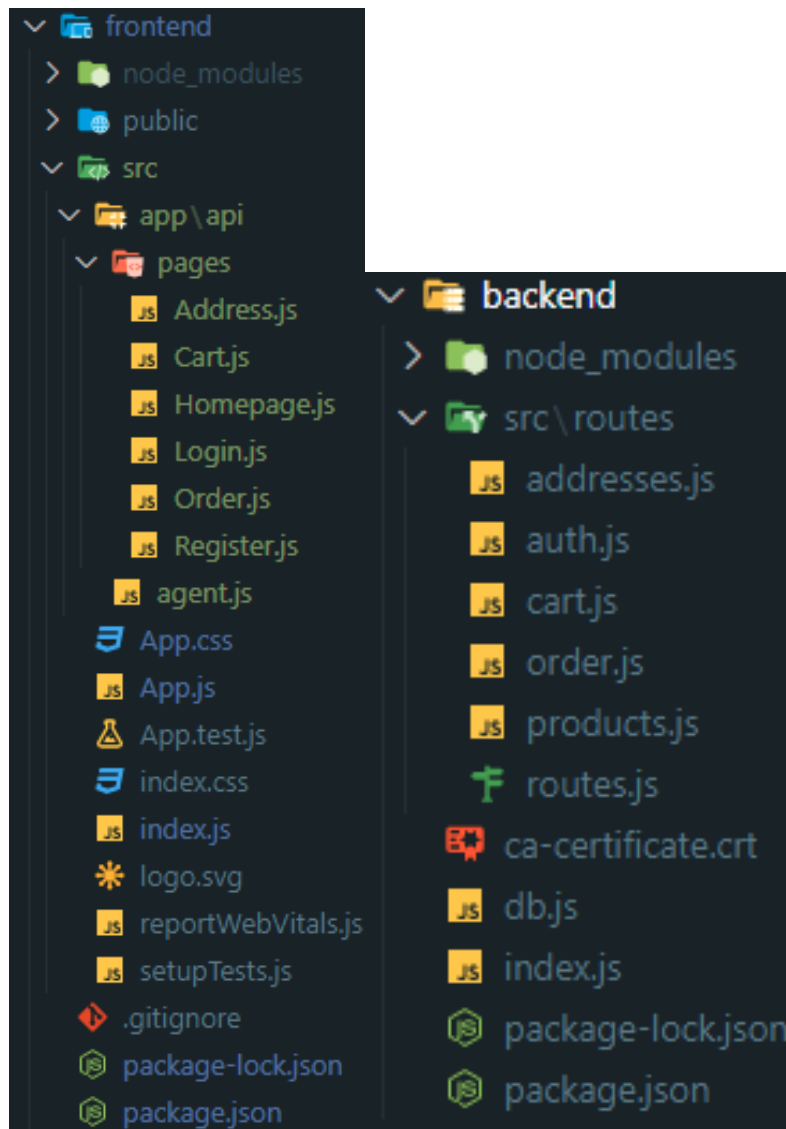 frontend
node_modules
public
src
app\api
pages
Address.js
Cart.js
Homepage.js
Login.js
Order.js
Register.js
agent.js
App.css
App.js
App.test.js
index.css
index.js
logo.svg
reportWebVitals.js
setupTests.js
.gitignore
package-lock.json
package.json
backend
node_modules
src\routes
addresses.js
auth.js
cart.js
order.js
products.js
routes.js
ca-certificate.crt
db.js
index.js
package-lock.json
package.json